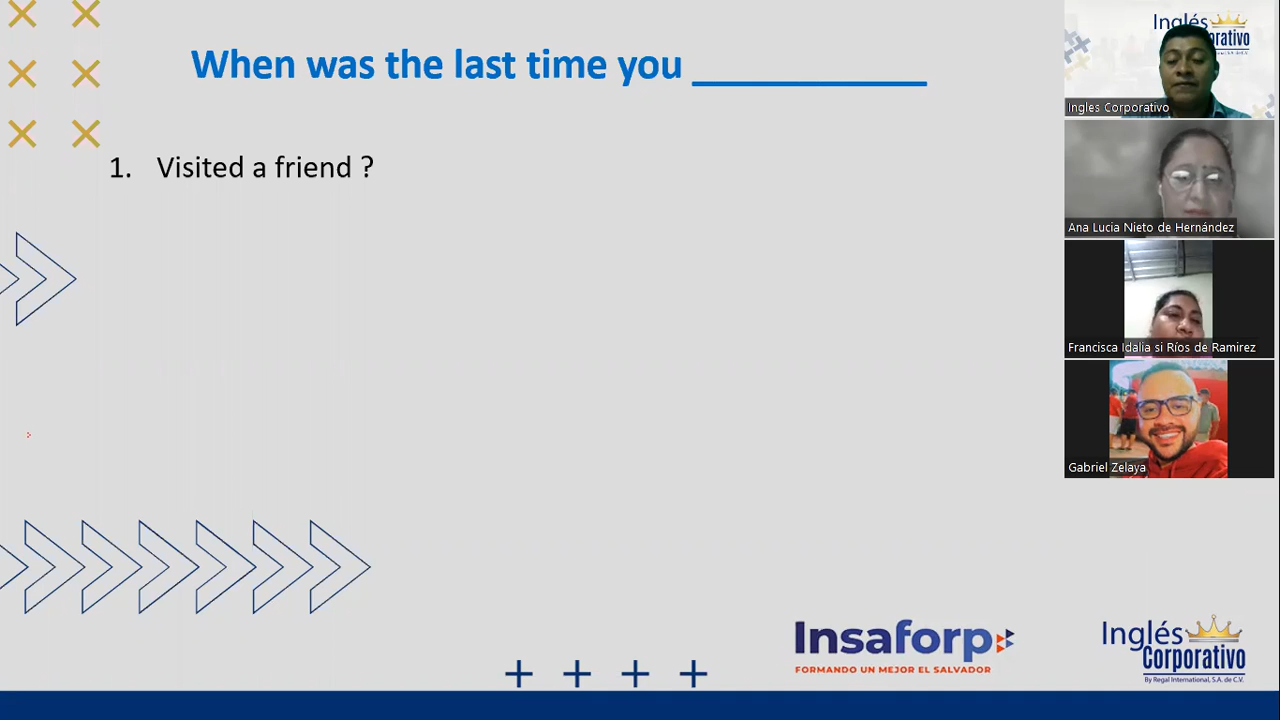 When was the last time you ___________
1. Visited a friend ?
Inglés
Corporativo
Ingles Corporativo
Ana Lucia Nieto de Hernández
Francisca Idalia si Ríos de Ramirez
Gabriel Zelaya
Insaforp
FORMANDO UN MEJOR EL SALVADOR
Inglés
Corporativo
By Regal International, S.A. de C.V.